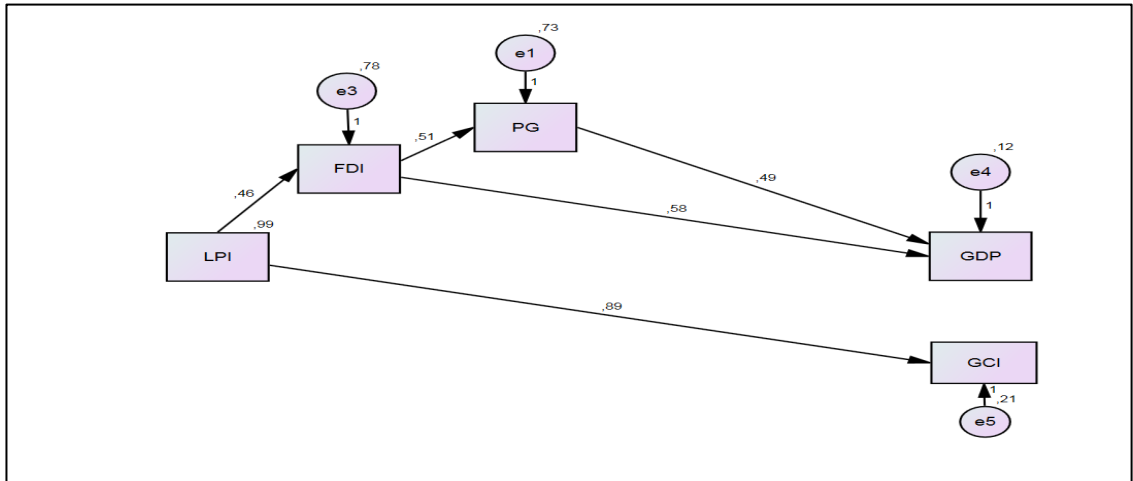 ,73
e1
1
,78
e3
1
,51
PG
FDI
,12
e4
1
,49
,46
,58
,99
LPI
GDP
,89
GCI
1
,21
e5